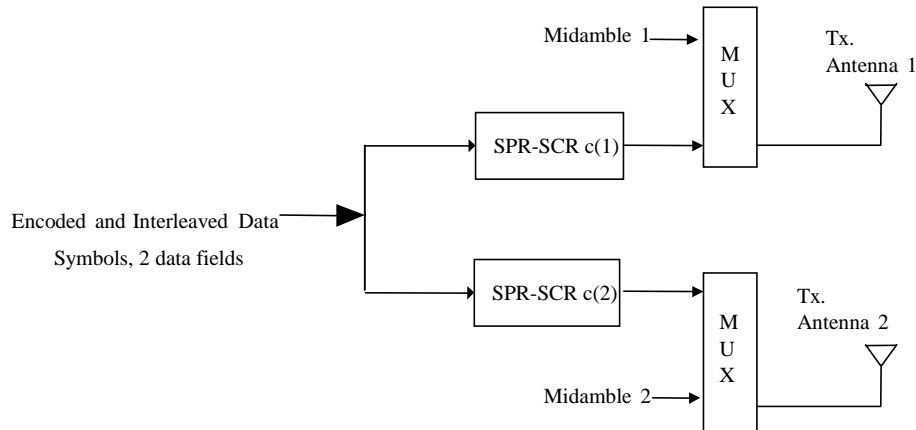 Midamble 1
M
U
X
Tx.
Antenna 1
SPR-SCR c(1)
Encoded and Interleaved Data
Symbols, 2 data fields
SPR-SCR c(2)
M
U
X
Tx.
Antenna 2
Midamble 2